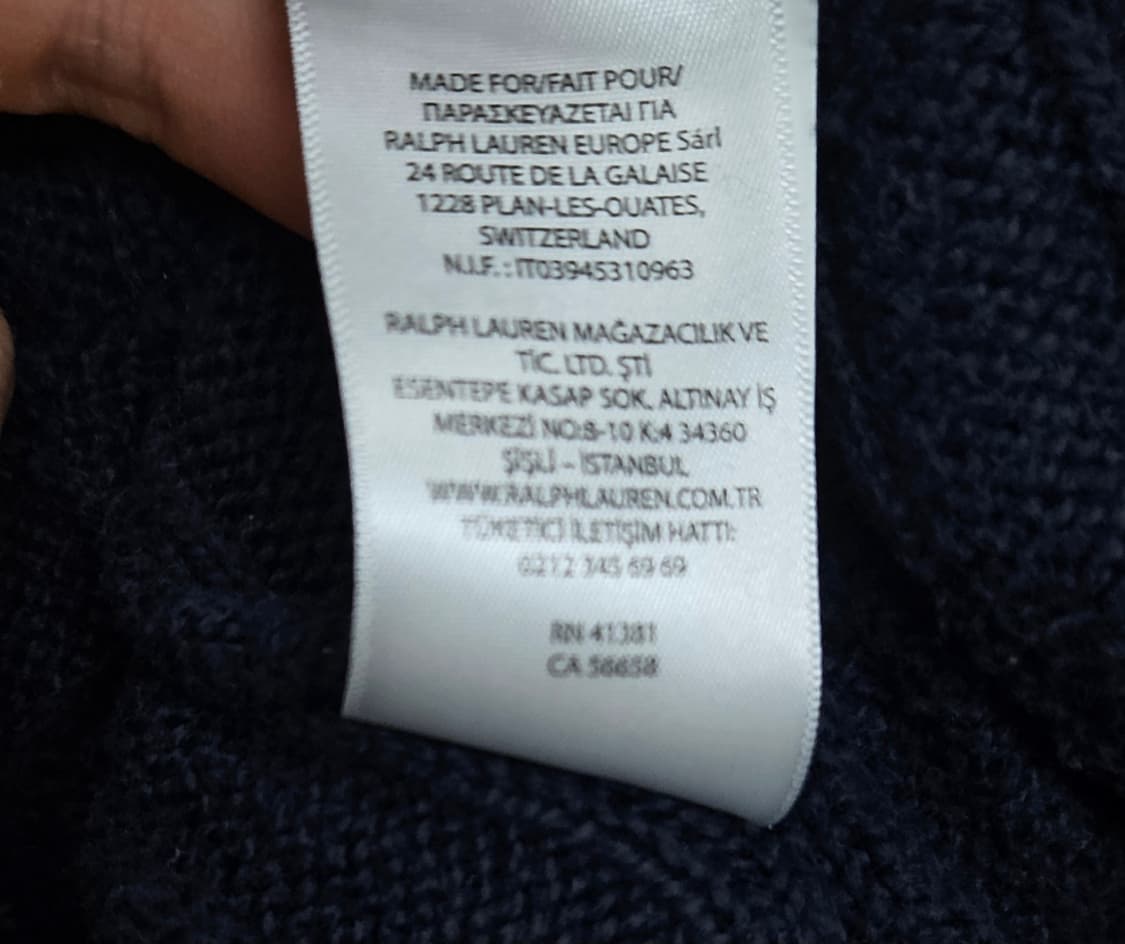 MADE FOR/FAIT POUR/
ΠΑΡΑΣΚΕΥΑΖΕΤΑΙ ΓΙΑ
RALPH LAUREN EUROPE Sárl
24 ROUTE DE LA GALAISE
1228 PLAN-LES-OUATES,
SWITZERLAND
N.I.F. : IT03945310963
RALPH LAUREN MAĞAZACILIK VE
TİC. LTD. ŞTİ
ESENTEPE KASAP SOK. ALTINAY İŞ
MERKEZİ NO:8-10 K:4 34360
ŞİŞLİ – İSTANBUL
WWW.RALPHLAUREN.COM.TR
TÜKETİCİ İLETİŞİM HATTI:
0212 345 69 69
RN 41381
CA 56658